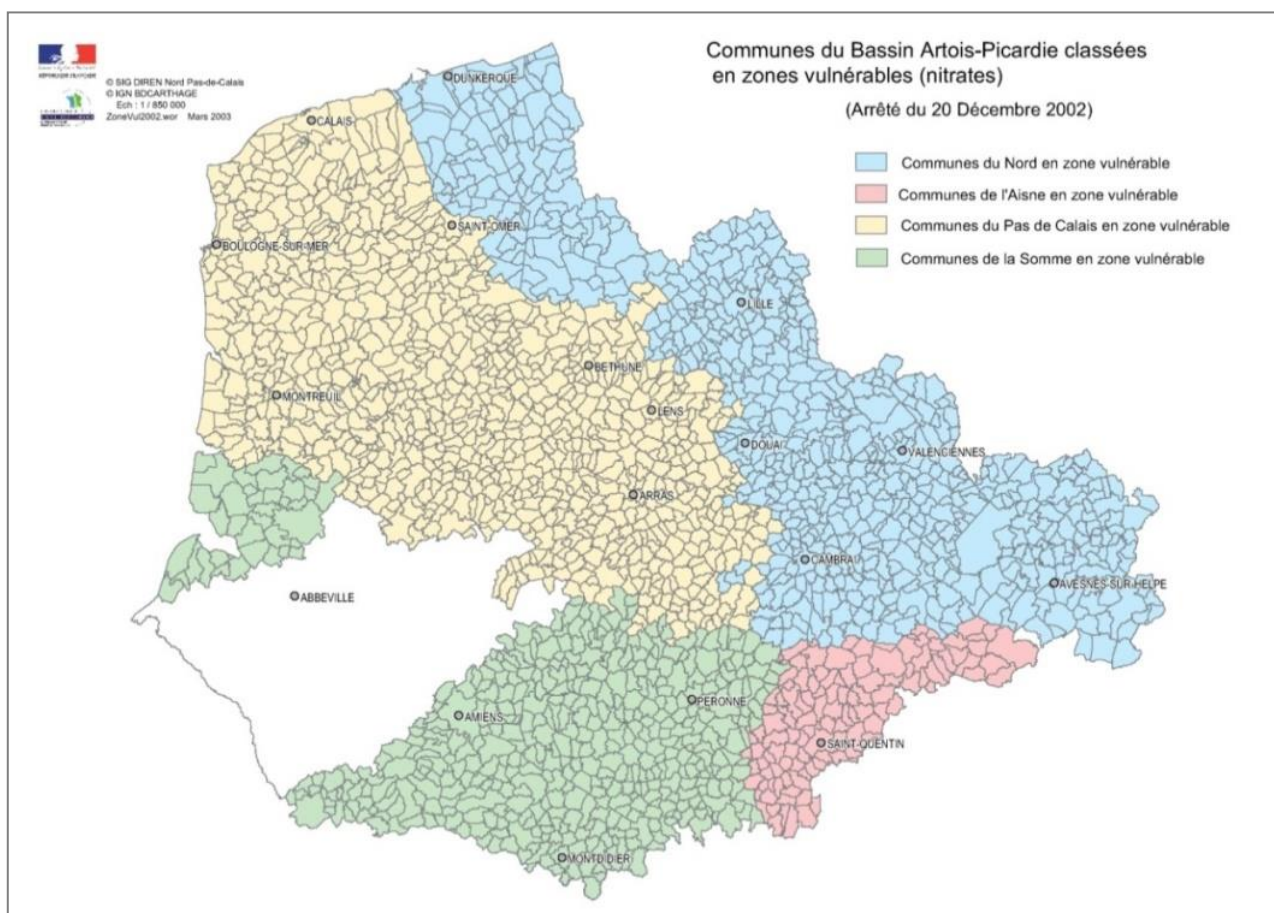 Communes du Bassin Artois-Picardie classées
en zones vulnérables (nitrates)
(Arrêté du 20 Décembre 2002)
RÉPUBLIQUE FRANÇAISE
© SIG DIREN Nord Pas-de-Calais
© IGN BDCARTHAGE
Ech : 1 / 850 000
ZoneVul2002.wor Mars 2003
Communes du Nord en zone vulnérable
Communes de l'Aisne en zone vulnérable
Communes du Pas de Calais en zone vulnérable
Communes de la Somme en zone vulnérable
DUNKERQUE
CALAIS
SAINT-OMER
BOULOGNE-SUR-MER
LILLE
BETHUNE
MONTREUIL
LENS
DOUAI
VALENCIENNES
ARRAS
CAMBRAI
AVESNES-SUR-HELPE
ABBEVILLE
PERONNE
AMIENS
SAINT-QUENTIN
MONTDIDIER